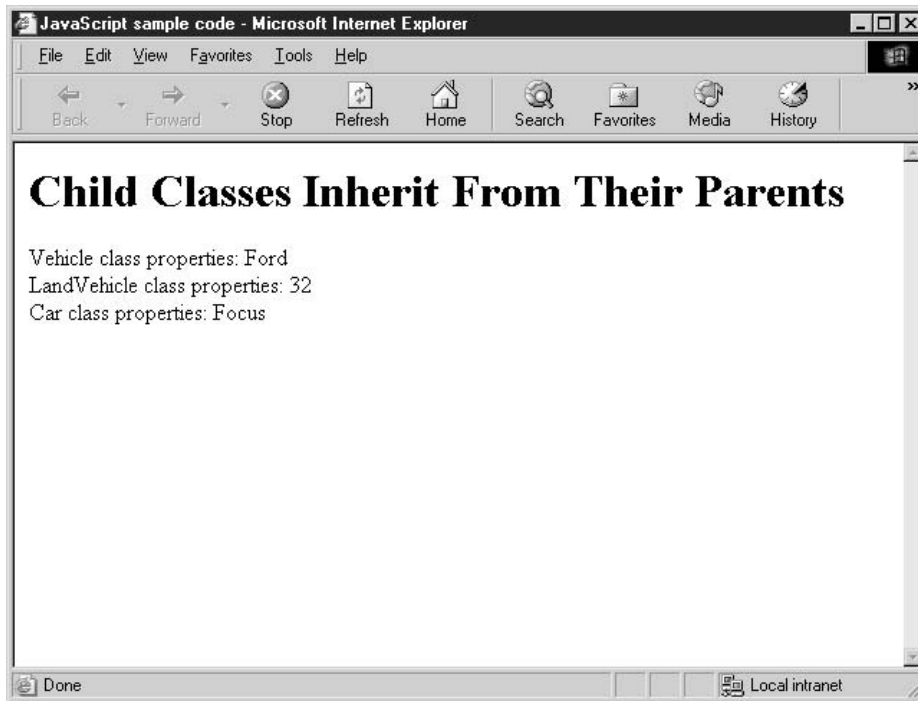 JavaScript sample code - Microsoft Internet Explorer
File Edit View Favorites Tools Help
Back Forward Stop Refresh Home Search Favorites Media History »
Child Classes Inherit From Their Parents
Vehicle class properties: Ford
LandVehicle class properties: 32
Car class properties: Focus
Done Local intranet